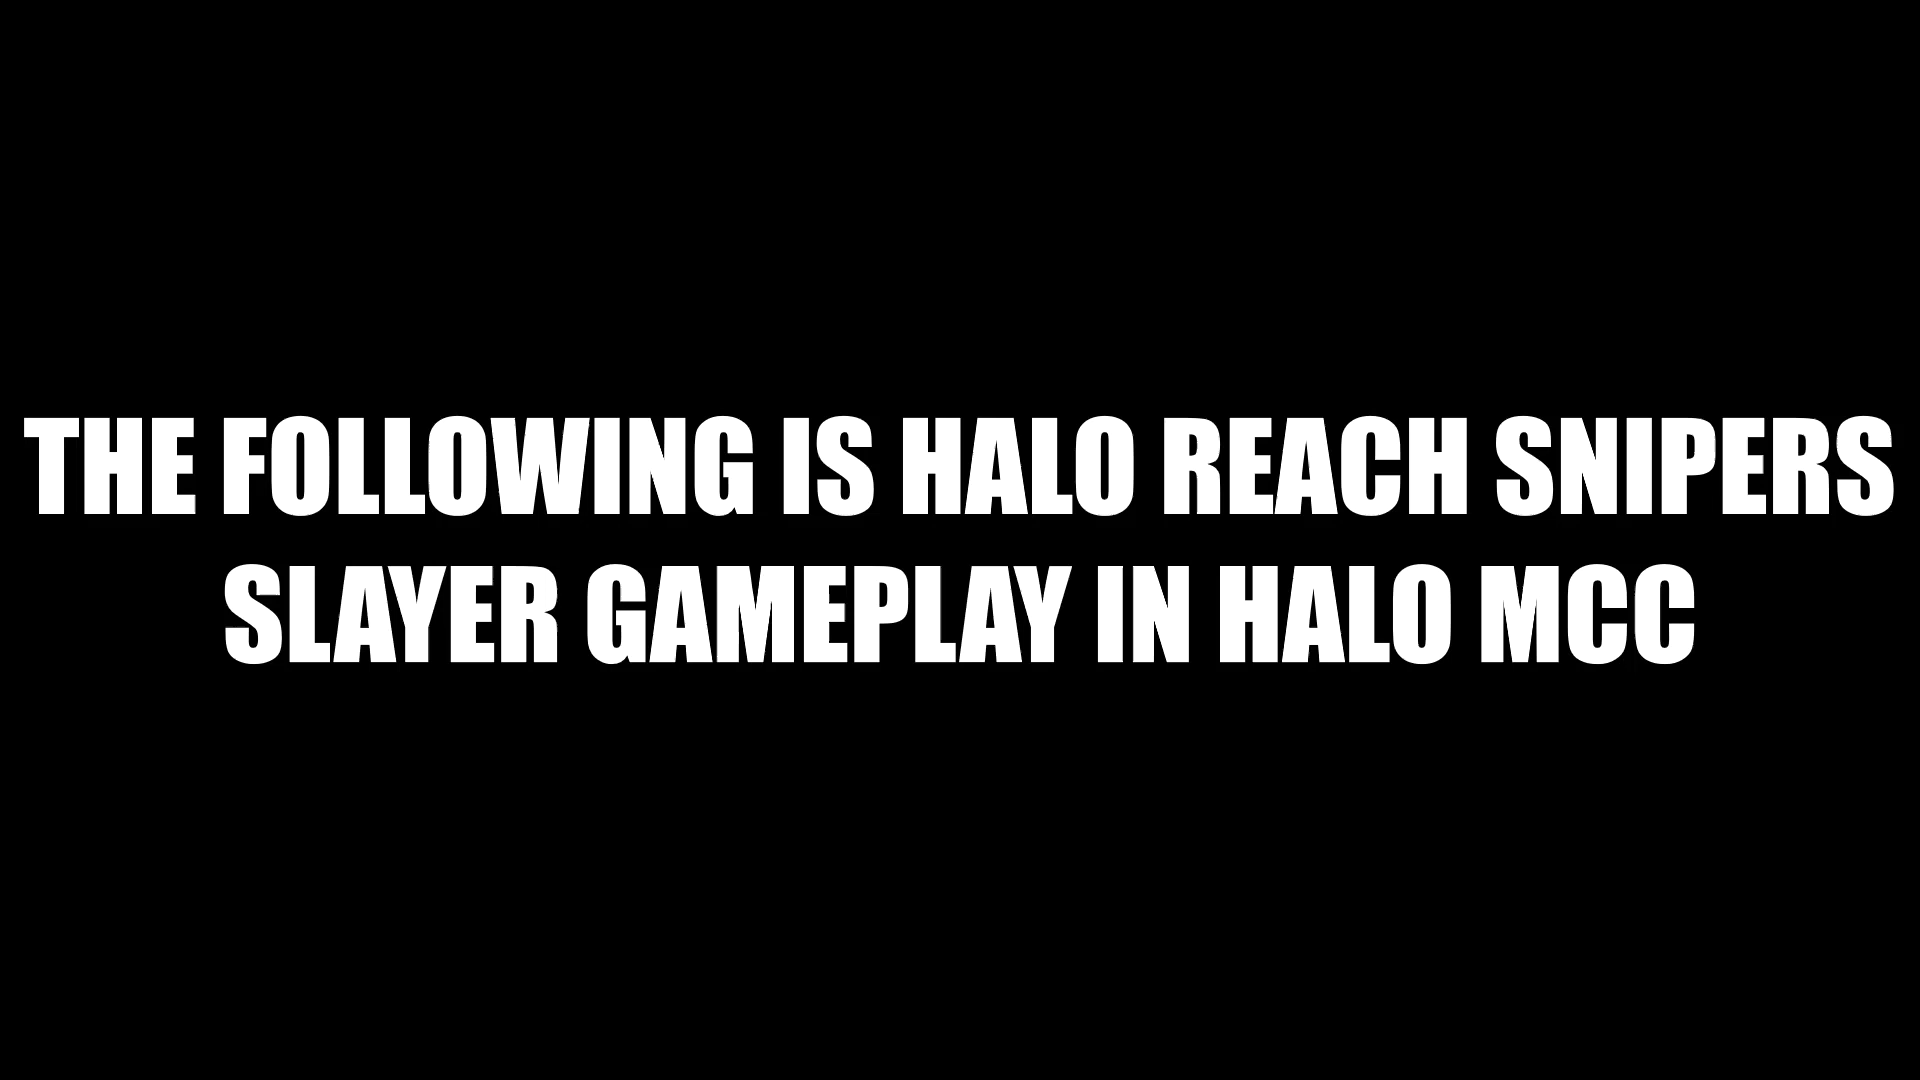 THE FOLLOWING IS HALO REACH SNIPERS
SLAYER GAMEPLAY IN HALO MCC